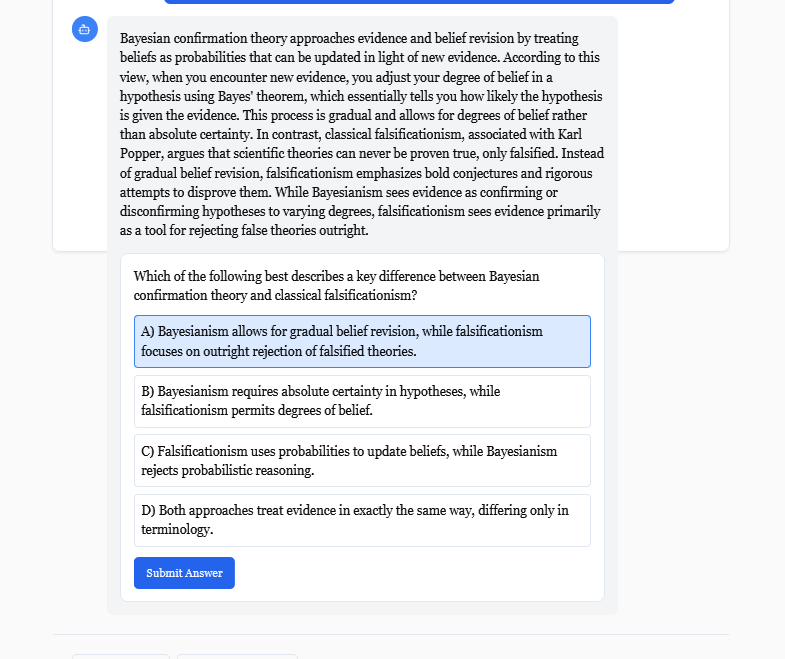 Bayesian confirmation theory approaches evidence and belief revision by treating
beliefs as probabilities that can be updated in light of new evidence. According to this
view, when you encounter new evidence, you adjust your degree of belief in a
hypothesis using Bayes' theorem, which essentially tells you how likely the hypothesis
is given the evidence. This process is gradual and allows for degrees of belief rather
than absolute certainty. In contrast, classical falsificationism, associated with Karl
Popper, argues that scientific theories can never be proven true, only falsified. Instead
of gradual belief revision, falsificationism emphasizes bold conjectures and rigorous
attempts to disprove them. While Bayesianism sees evidence as confirming or
disconfirming hypotheses to varying degrees, falsificationism sees evidence primarily
as a tool for rejecting false theories outright.
Which of the following best describes a key difference between Bayesian
confirmation theory and classical falsificationism?
A) Bayesianism allows for gradual belief revision, while falsificationism
focuses on outright rejection of falsified theories.
B) Bayesianism requires absolute certainty in hypotheses, while
falsificationism permits degrees of belief.
C) Falsificationism uses probabilities to update beliefs, while Bayesianism
rejects probabilistic reasoning.
D) Both approaches treat evidence in exactly the same way, differing only in
terminology.
Submit Answer